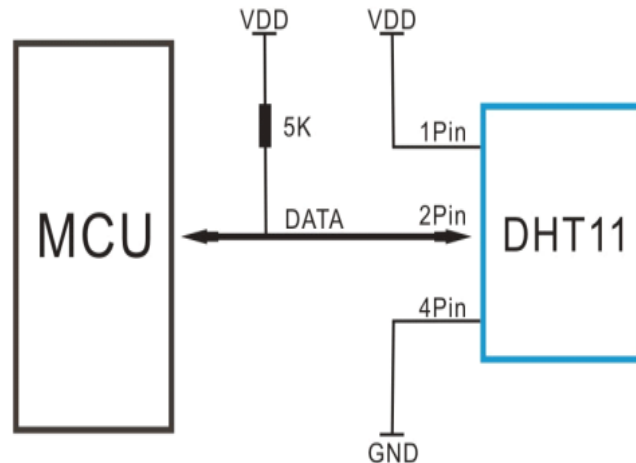 VDD
VDD
5K
1Pin
MCU
DATA
2Pin
DHT11
4Pin
GND